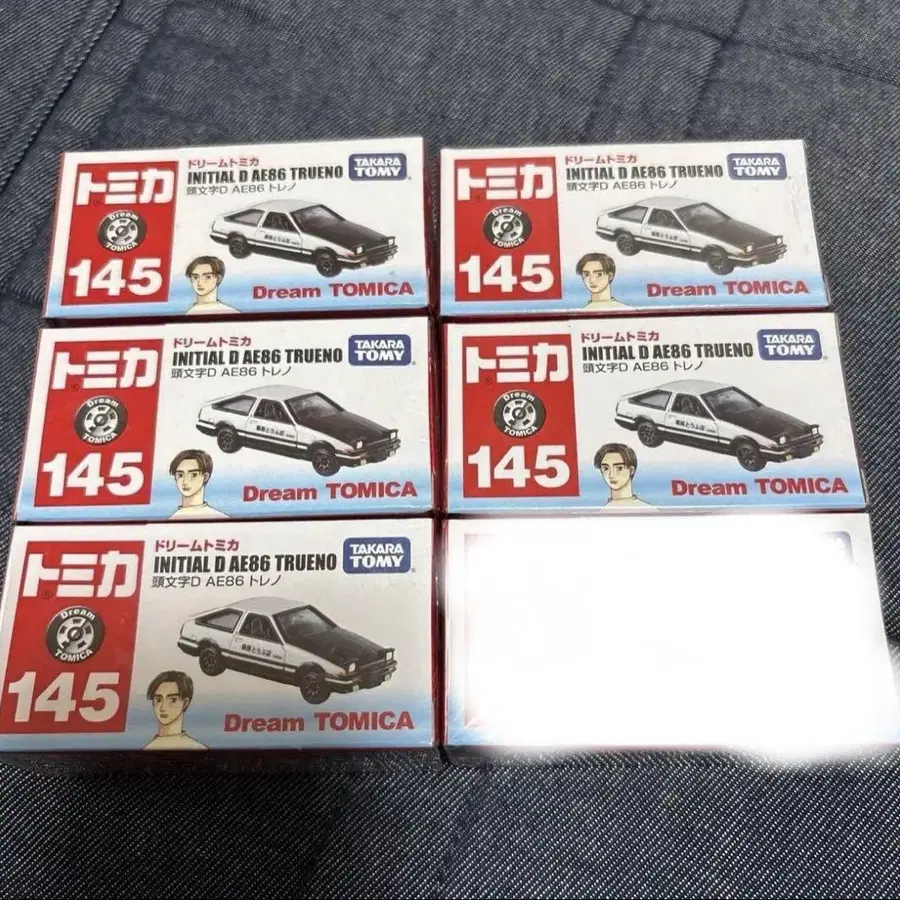 トミカ
Dream
TOMICA
145
ドリームトミカ
INITIAL D AE86 TRUENO
頭文字D AE86 トレノ
TAKARA
TOMY
Dream TOMICA
トミカ
Dream
TOMICA
145
ドリームトミカ
INITIAL D AE86 TRUENO
頭文字D AE86 トレノ
TAKARA
TOMY
Dream TOMICA
トミカ
Dream
TOMICA
145
ドリームトミカ
INITIAL D AE86 TRUENO
頭文字D AE86 トレノ
TAKARA
TOMY
Dream TOMICA
トミカ
Dream
TOMICA
145
ドリームトミカ
INITIAL D AE86 TRUENO
頭文字D AE86 トレノ
TAKARA
TOMY
Dream TOMICA
トミカ
Dream
TOMICA
145
ドリームトミカ
INITIAL D AE86 TRUENO
頭文字D AE86 トレノ
TAKARA
TOMY
Dream TOMICA